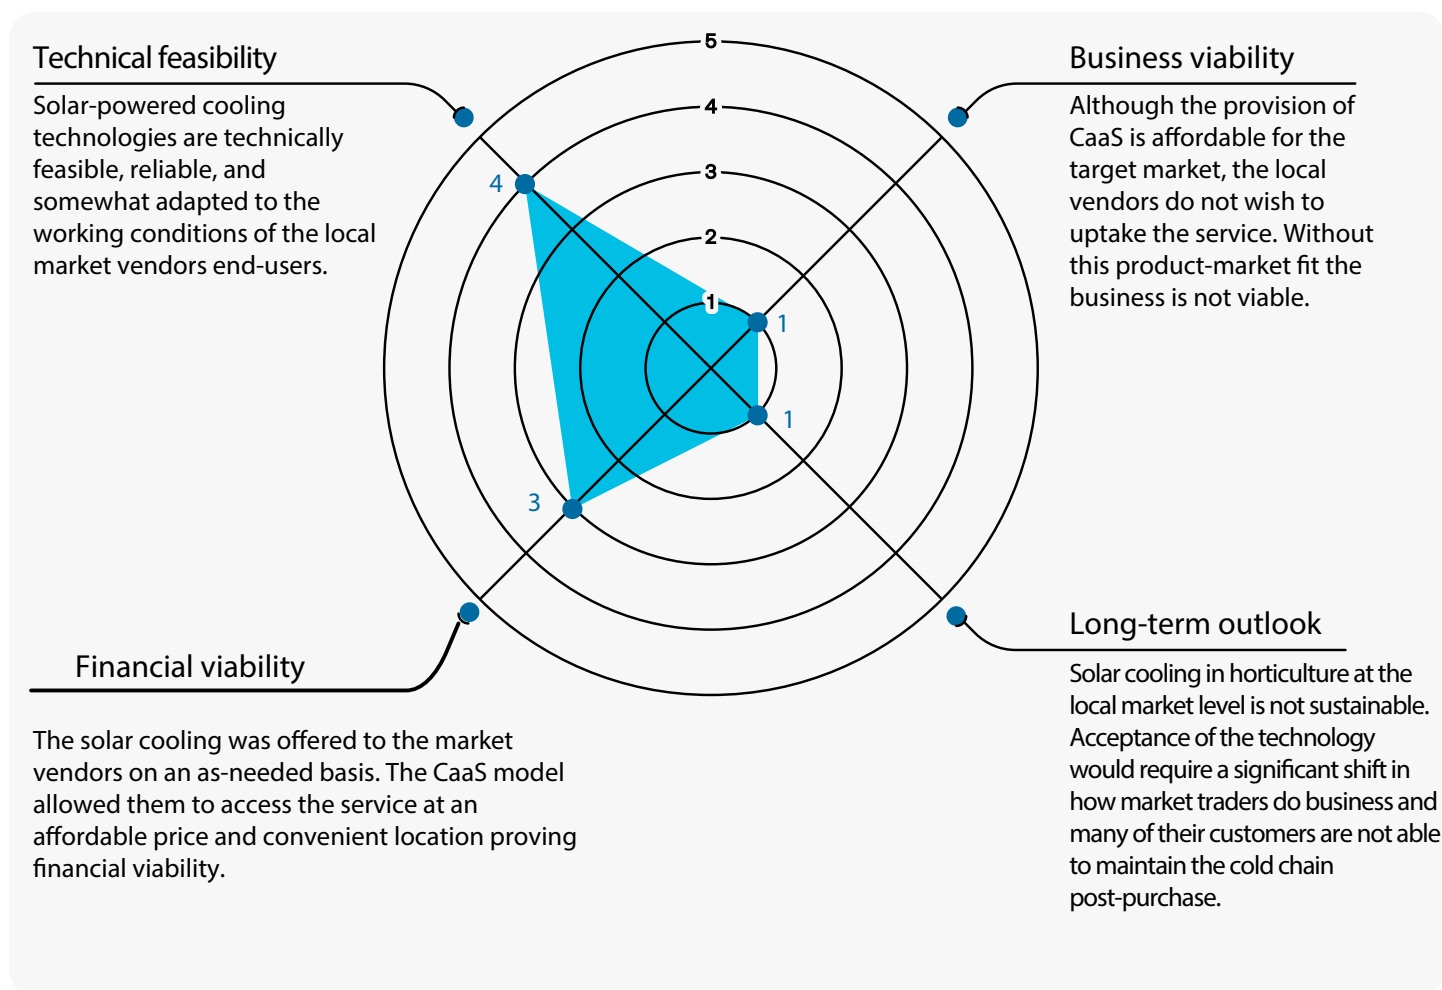 Technical feasibility
Solar-powered cooling
technologies are technically
feasible, reliable, and
somewhat adapted to the
working conditions of the local
market vendors end-users.
5
4
3
2
1
4
1
1
3
Business viability
Although the provision of
CaaS is affordable for the
target market, the local
vendors do not wish to
uptake the service. Without
this product-market fit the
business is not viable.
Financial viability
The solar cooling was offered to the market
vendors on an as-needed basis. The CaaS model
allowed them to access the service at an
affordable price and convenient location proving
financial viability.
Long-term outlook
Solar cooling in horticulture at the
local market level is not sustainable.
Acceptance of the technology
would require a significant shift in
how market traders do business and
many of their customers are not able
to maintain the cold chain
post-purchase.